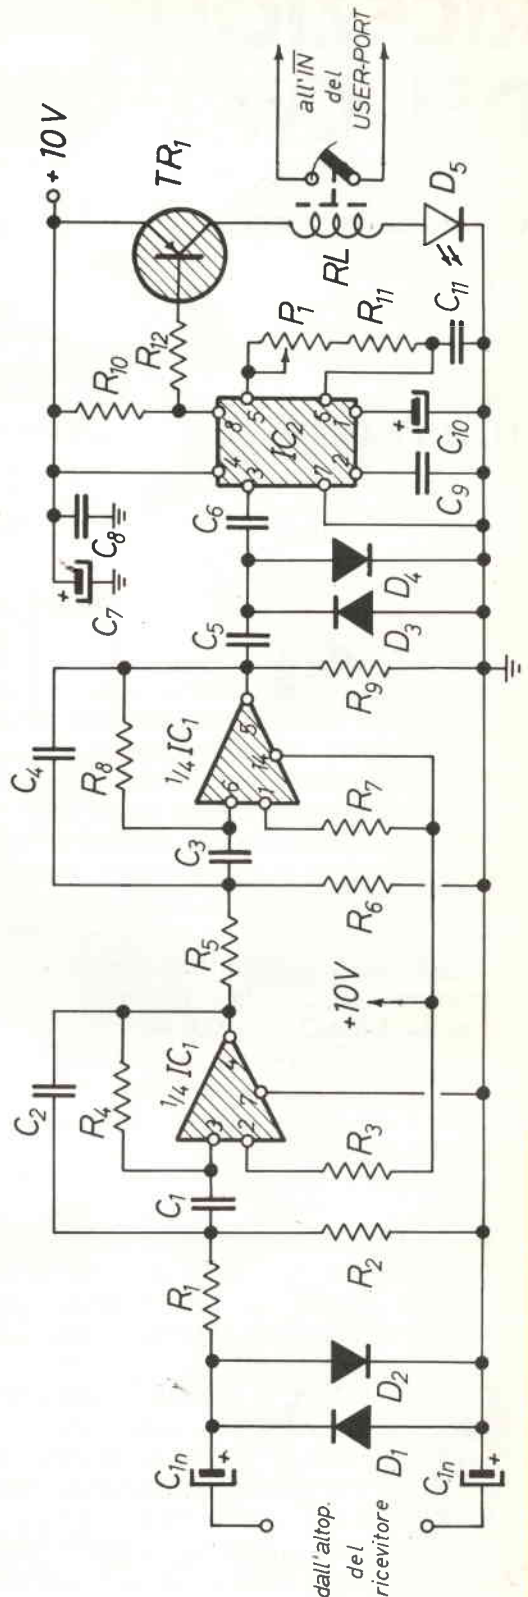 dall'altop.
del
ricevitore
C1n
+
C1n
+
D1
D2
R1
R2
C1
C2
R4
3
2
4
7
1/4 IC1
R3
+10V
R5
R6
C3
C4
R8
6
1
5
14
1/4 IC1
R7
R9
C5
D3
D4
C6
+
C7
C8
R10
R12
4
8
3
5
IC2
7
6
2
1
C9
+
C10
C11
P1
R11
+10V
TR1
RL
D5
all'IN
del
USER-PORT